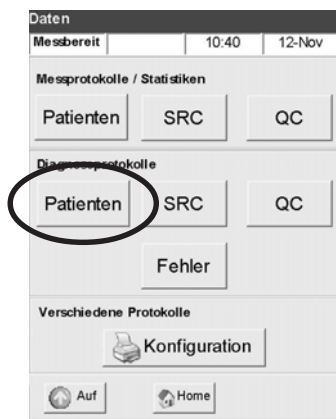 Daten
Messbereit 10:40 12-Nov
Messprotokolle / Statistiken
Patienten SRC QC
Diagnoseprotokolle
Patienten SRC QC
Fehler
Verschiedene Protokolle
Konfiguration
Auf Home